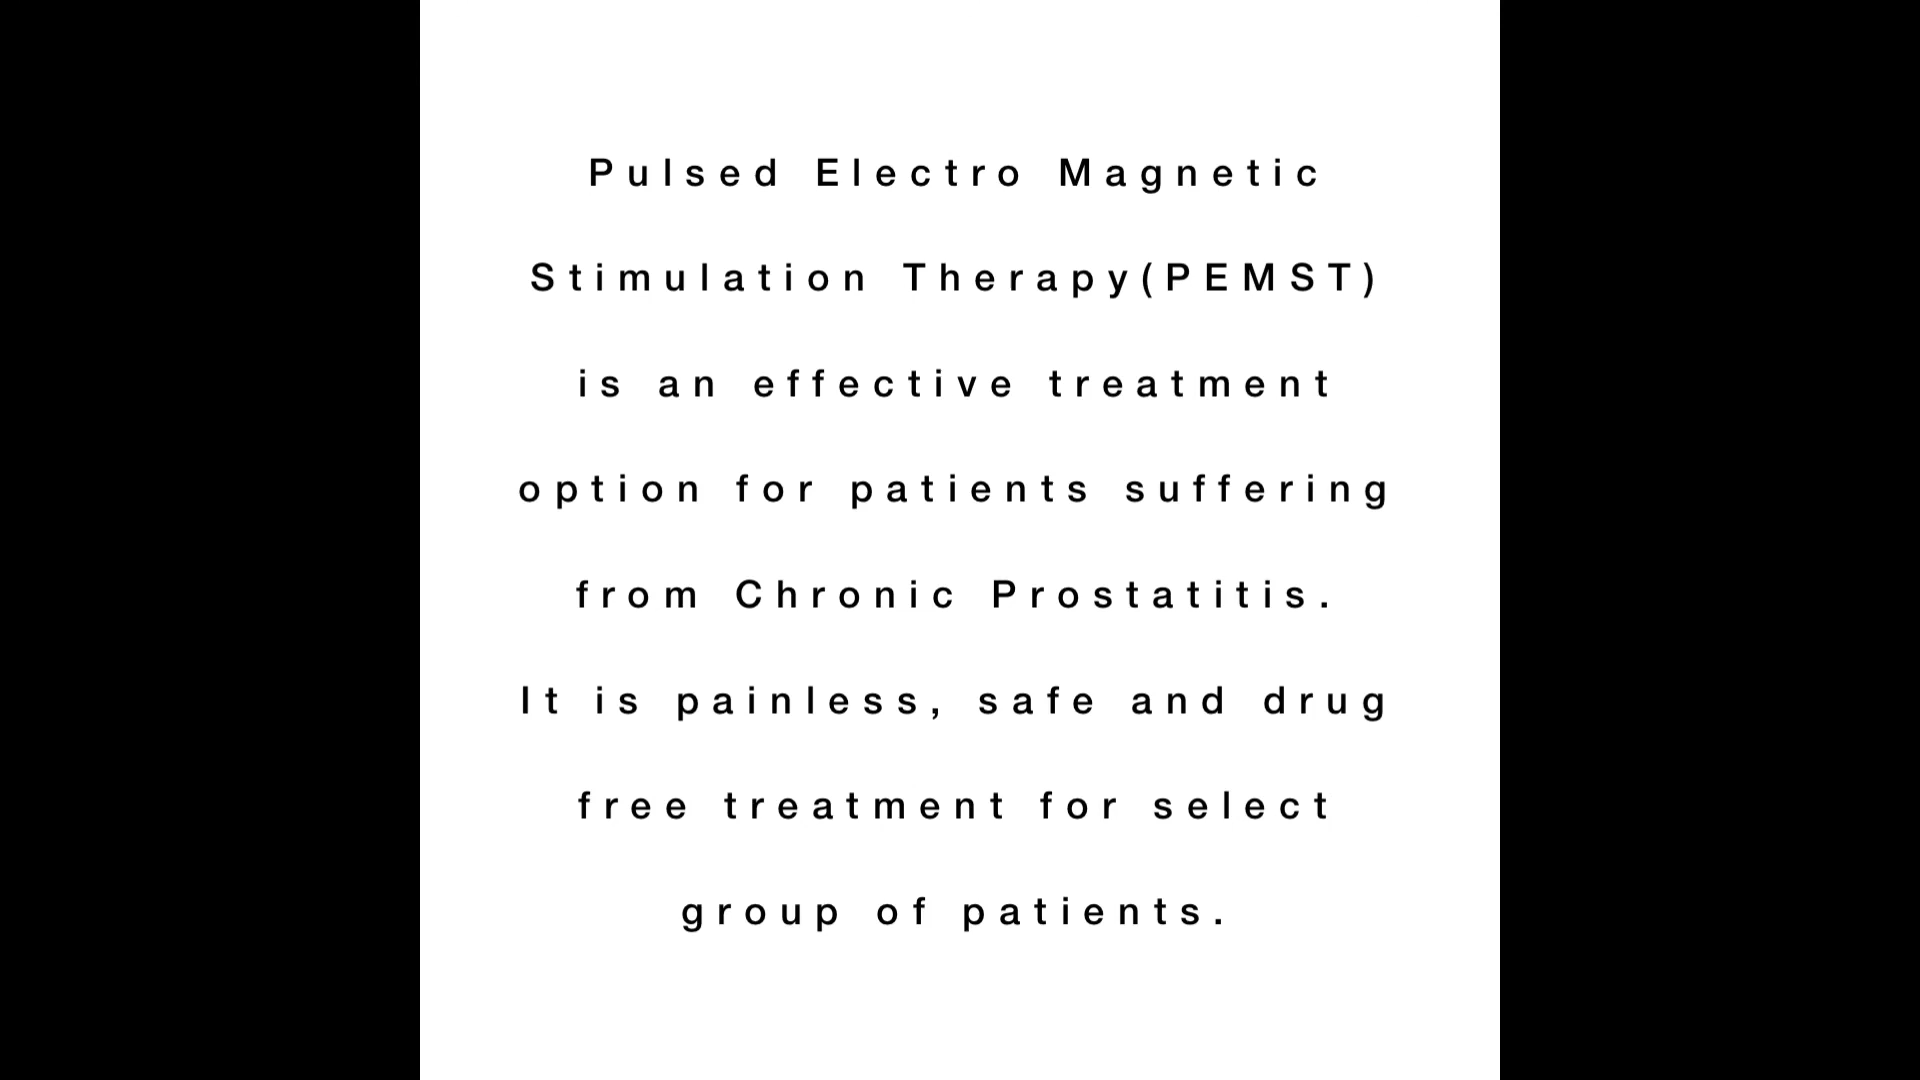 Pulsed Electro Magnetic
Stimulation Therapy(PEMST)
is an effective treatment
option for patients suffering
from Chronic Prostatitis.
It is painless, safe and drug
free treatment for select
group of patients.